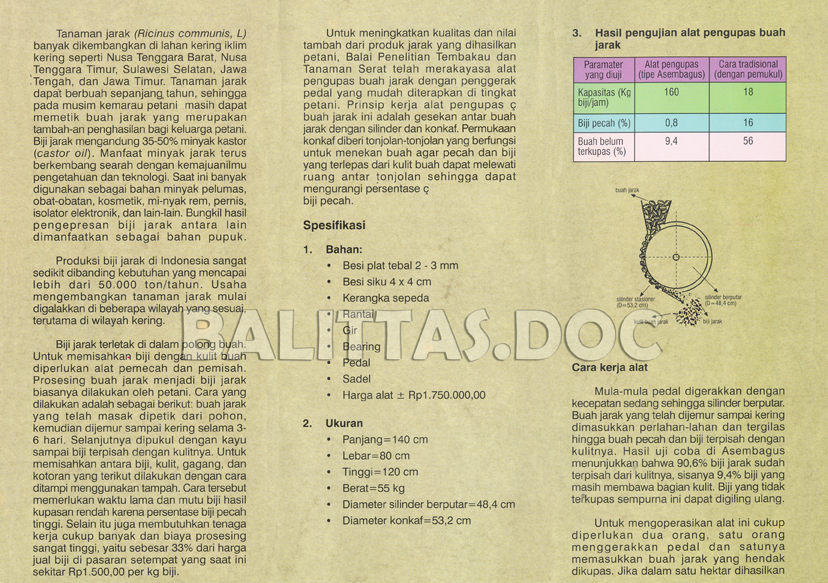 Tanaman jarak (Ricinus communis, L)
banyak dikembangkan di lahan kering iklim
kering seperti Nusa Tenggara Barat, Nusa
Tenggara Timur, Sulawesi Selatan, Jawa
Tengah, dan Jawa Timur. Tanaman jarak
dapat berbuah sepanjang tahun, sehingga
pada musim kemarau petani masih dapat
memetik buah jarak yang merupakan
tambah-an penghasilan bagi keluarga petani.
Biji jarak mengandung 35-50% minyak kastor
(castor oil). Manfaat minyak jarak terus
berkembang searah dengan kemajuanilmu
pengetahuan dan teknologi. Saat ini banyak
digunakan sebagai bahan minyak pelumas,
obat-obatan, kosmetik, mi-nyak rem, pernis,
isolator elektronik, dan lain-lain. Bungkil hasil
pengepresan biji jarak antara lain
dimanfaatkan sebagai bahan pupuk.
Produksi biji jarak di Indonesia sangat
sedikit dibanding kebutuhan yang mencapai
lebih dari 50.000 ton/tahun. Usaha
mengembangkan tanaman jarak mulai
digalakkan di beberapa wilayah yang sesuai,
terutama di wilayah kering.
Biji jarak terletak di dalam polong buah.
Untuk memisahkan biji dengan kulit buah
diperlukan alat pemecah dan pemisah.
Prosesing buah jarak menjadi biji jarak
biasanya dilakukan oleh petani. Cara yang
dilakukan adalah sebagai berikut: buah jarak
yang telah masak dipetik dari pohon,
kemudian dijemur sampai kering selama 3-
6 hari. Selanjutnya dipukul dengan kayu
sampai biji terpisah dengan kulitnya. Untuk
memisahkan antara biji, kulit, gagang, dan
kotoran yang terikut dilakukan dengan cara
ditampi menggunakan tampah. Cara tersebut
memerlukan waktu lama dan mutu biji hasil
kupasan rendah karena persentase biji pecah
tinggi. Selain itu juga membutuhkan tenaga
kerja cukup banyak dan biaya prosesing
sangat tinggi, yaitu sebesar 33% dari harga
jual biji di pasaran setempat yang saat ini
sekitar Rp1.500,00 per kg biji.
Untuk meningkatkan kualitas dan nilai
tambah dari produk jarak yang dihasilkan
petani, Balai Penelitian Tembakau dan
Tanaman Serat telah merekayasa alat
pengupas buah jarak dengan penggerak
pedal yang mudah diterapkan di tingkat
petani. Prinsip kerja alat pengupas ç
buah jarak ini adalah gesekan antar buah
jarak dengan silinder dan konkaf. Permukaan
konkaf diberi tonjolan-tonjolan yang berfungsi
untuk menekan buah agar pecah dan biji
yang terlepas dari kulit buah dapat melewati
ruang antar tonjolan sehingga dapat
mengurangi persentase ç
biji pecah.
Spesifikasi
1. Bahan:
• Besi plat tebal 2 - 3 mm
• Besi siku 4 x 4 cm
• Kerangka sepeda
• Rantai
• Gir
• Bearing
• Pedal
• Sadel
• Harga alat ± Rp1.750.000,00
2. Ukuran
• Panjang=140 cm
• Lebar=80 cm
• Tinggi=120 cm
• Berat=55 kg
• Diameter silinder berputar=48,4 cm
• Diameter konkaf=53,2 cm
3. Hasil pengujian alat pengupas buah
jarak
Paramater yang diuji | Alat pengupas (tipe Asembagus) | Cara tradisional (dengan pemukul)
Kapasitas (Kg biji/jam) | 160 | 18
Biji pecah (%) | 0,8 | 16
Buah belum terkupas (%) | 9,4 | 56
buah jarak
silinder stasioner
(D=53,2 cm)
silinder berputar
(D=48,4 cm)
kulit buah jarak
biji jarak
BALITTAS.DOC
Cara kerja alat
Mula-mula pedal digerakkan dengan
kecepatan sedang sehingga silinder berputar.
Buah jarak yang telah dijemur sampai kering
dimasukkan perlahan-lahan dan tergilas
hingga buah pecah dan biji terpisah dengan
kulitnya. Hasil uji coba di Asembagus
menunjukkan bahwa 90,6% biji jarak sudah
terpisah dari kulitnya, sisanya 9,4% biji yang
masih membawa bagian kulit. Biji yang tidak
terkupas sempurna ini dapat digiling ulang.
Untuk mengoperasikan alat ini cukup
diperlukan dua orang, satu orang
menggerakkan pedal dan satunya
memasukkan buah jarak yang hendak
dikupas. Jika dalam satu hektar dihasilkan